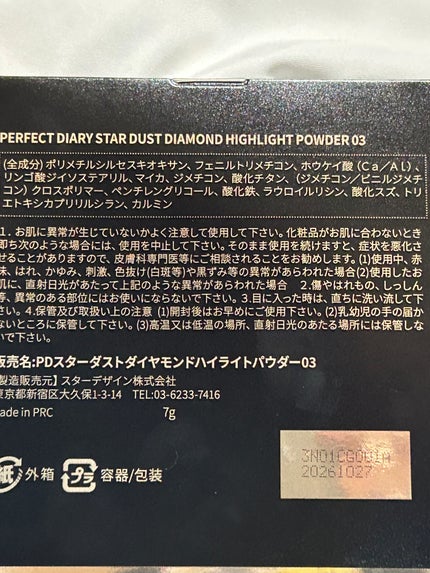 PERFECT DIARY STAR DUST DIAMOND HIGHLIGHT POWDER 03
(全成分) ポリメチルシルセスキオキサン、フェニルトリメチコン、ホウケイ酸（Ｃａ／ＡＬ）、
リンゴ酸ジイソステアリル、マイカ、ジメチコン、酸化チタン、（ジメチコン／ビニルジメチ
コン）クロスポリマー、ペンチレングリコール、酸化鉄、ラウロイルリシン、酸化スズ、トリ
エトキシカプリリルシラン、カルミン
1. お肌に異常が生じていないかよく注意して使用して下さい。化粧品がお肌に合わないとき
即ち次のような場合には、使用を中止して下さい。そのまま使用を続けますと、症状を悪化さ
せることがありますので、皮膚科専門医等にご相談されることをお勧めします。(1)使用中、赤
味、はれ、かゆみ、刺激、色抜け(白斑等)や黒ずみ等の異常があらわれた場合(2)使用したお
肌に、直射日光があたって上記のような異常があらわれた場合 2.傷やはれもの、しっしん
等、異常のある部位にはお使いにならないで下さい。3.目に入った時は、直ちに洗い流して下
さい。4.保管及び取扱い上の注意 (1)開封後はお早めにご使用下さい。(2)乳幼児の手の届か
ないところに保管して下さい。(3)高温又は低温の場所、直射日光のあたる場所には保管しな
いで下さい。
販売名:PDスターダストダイヤモンドハイライトパウダー03
製造販売元】スターデザイン株式会社
東京都新宿区大久保1-3-14 TEL:03-6233-7416
ade in PRC 7g
紙 外箱 プラ 容器/包装
20261027